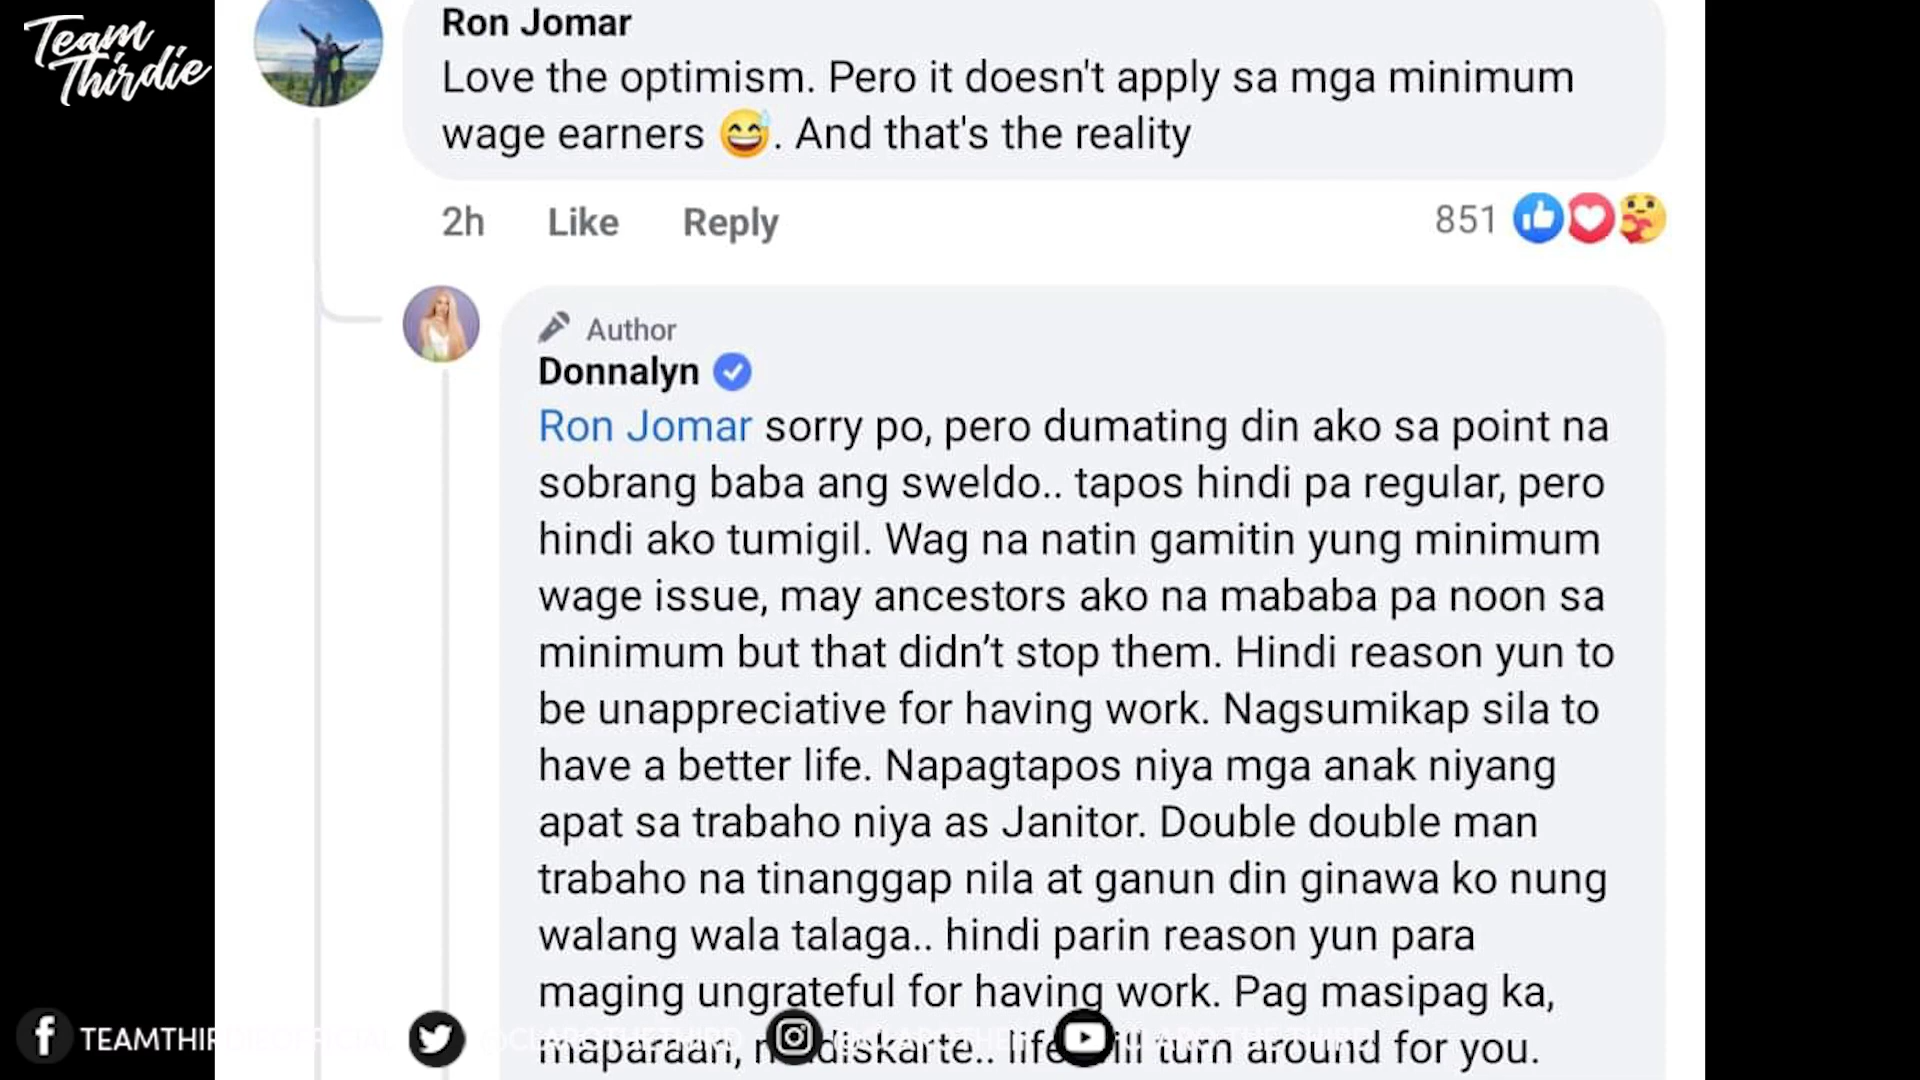 Team
Thirdie
Ron Jomar
Love the optimism. Pero it doesn't apply sa mga minimum
wage earners 😅. And that's the reality
2h Like Reply 851
Author
Donnalyn
Ron Jomar sorry po, pero dumating din ako sa point na
sobrang baba ang sweldo.. tapos hindi pa regular, pero
hindi ako tumigil. Wag na natin gamitin yung minimum
wage issue, may ancestors ako na mababa pa noon sa
minimum but that didn’t stop them. Hindi reason yun to
be unappreciative for having work. Nagsumikap sila to
have a better life. Napagtapos niya mga anak niyang
apat sa trabaho niya as Janitor. Double double man
trabaho na tinanggap nila at ganun din ginawa ko nung
walang wala talaga.. hindi parin reason yun para
maging ungrateful for having work. Pag masipag ka,
maparaan, life will turn around for you.